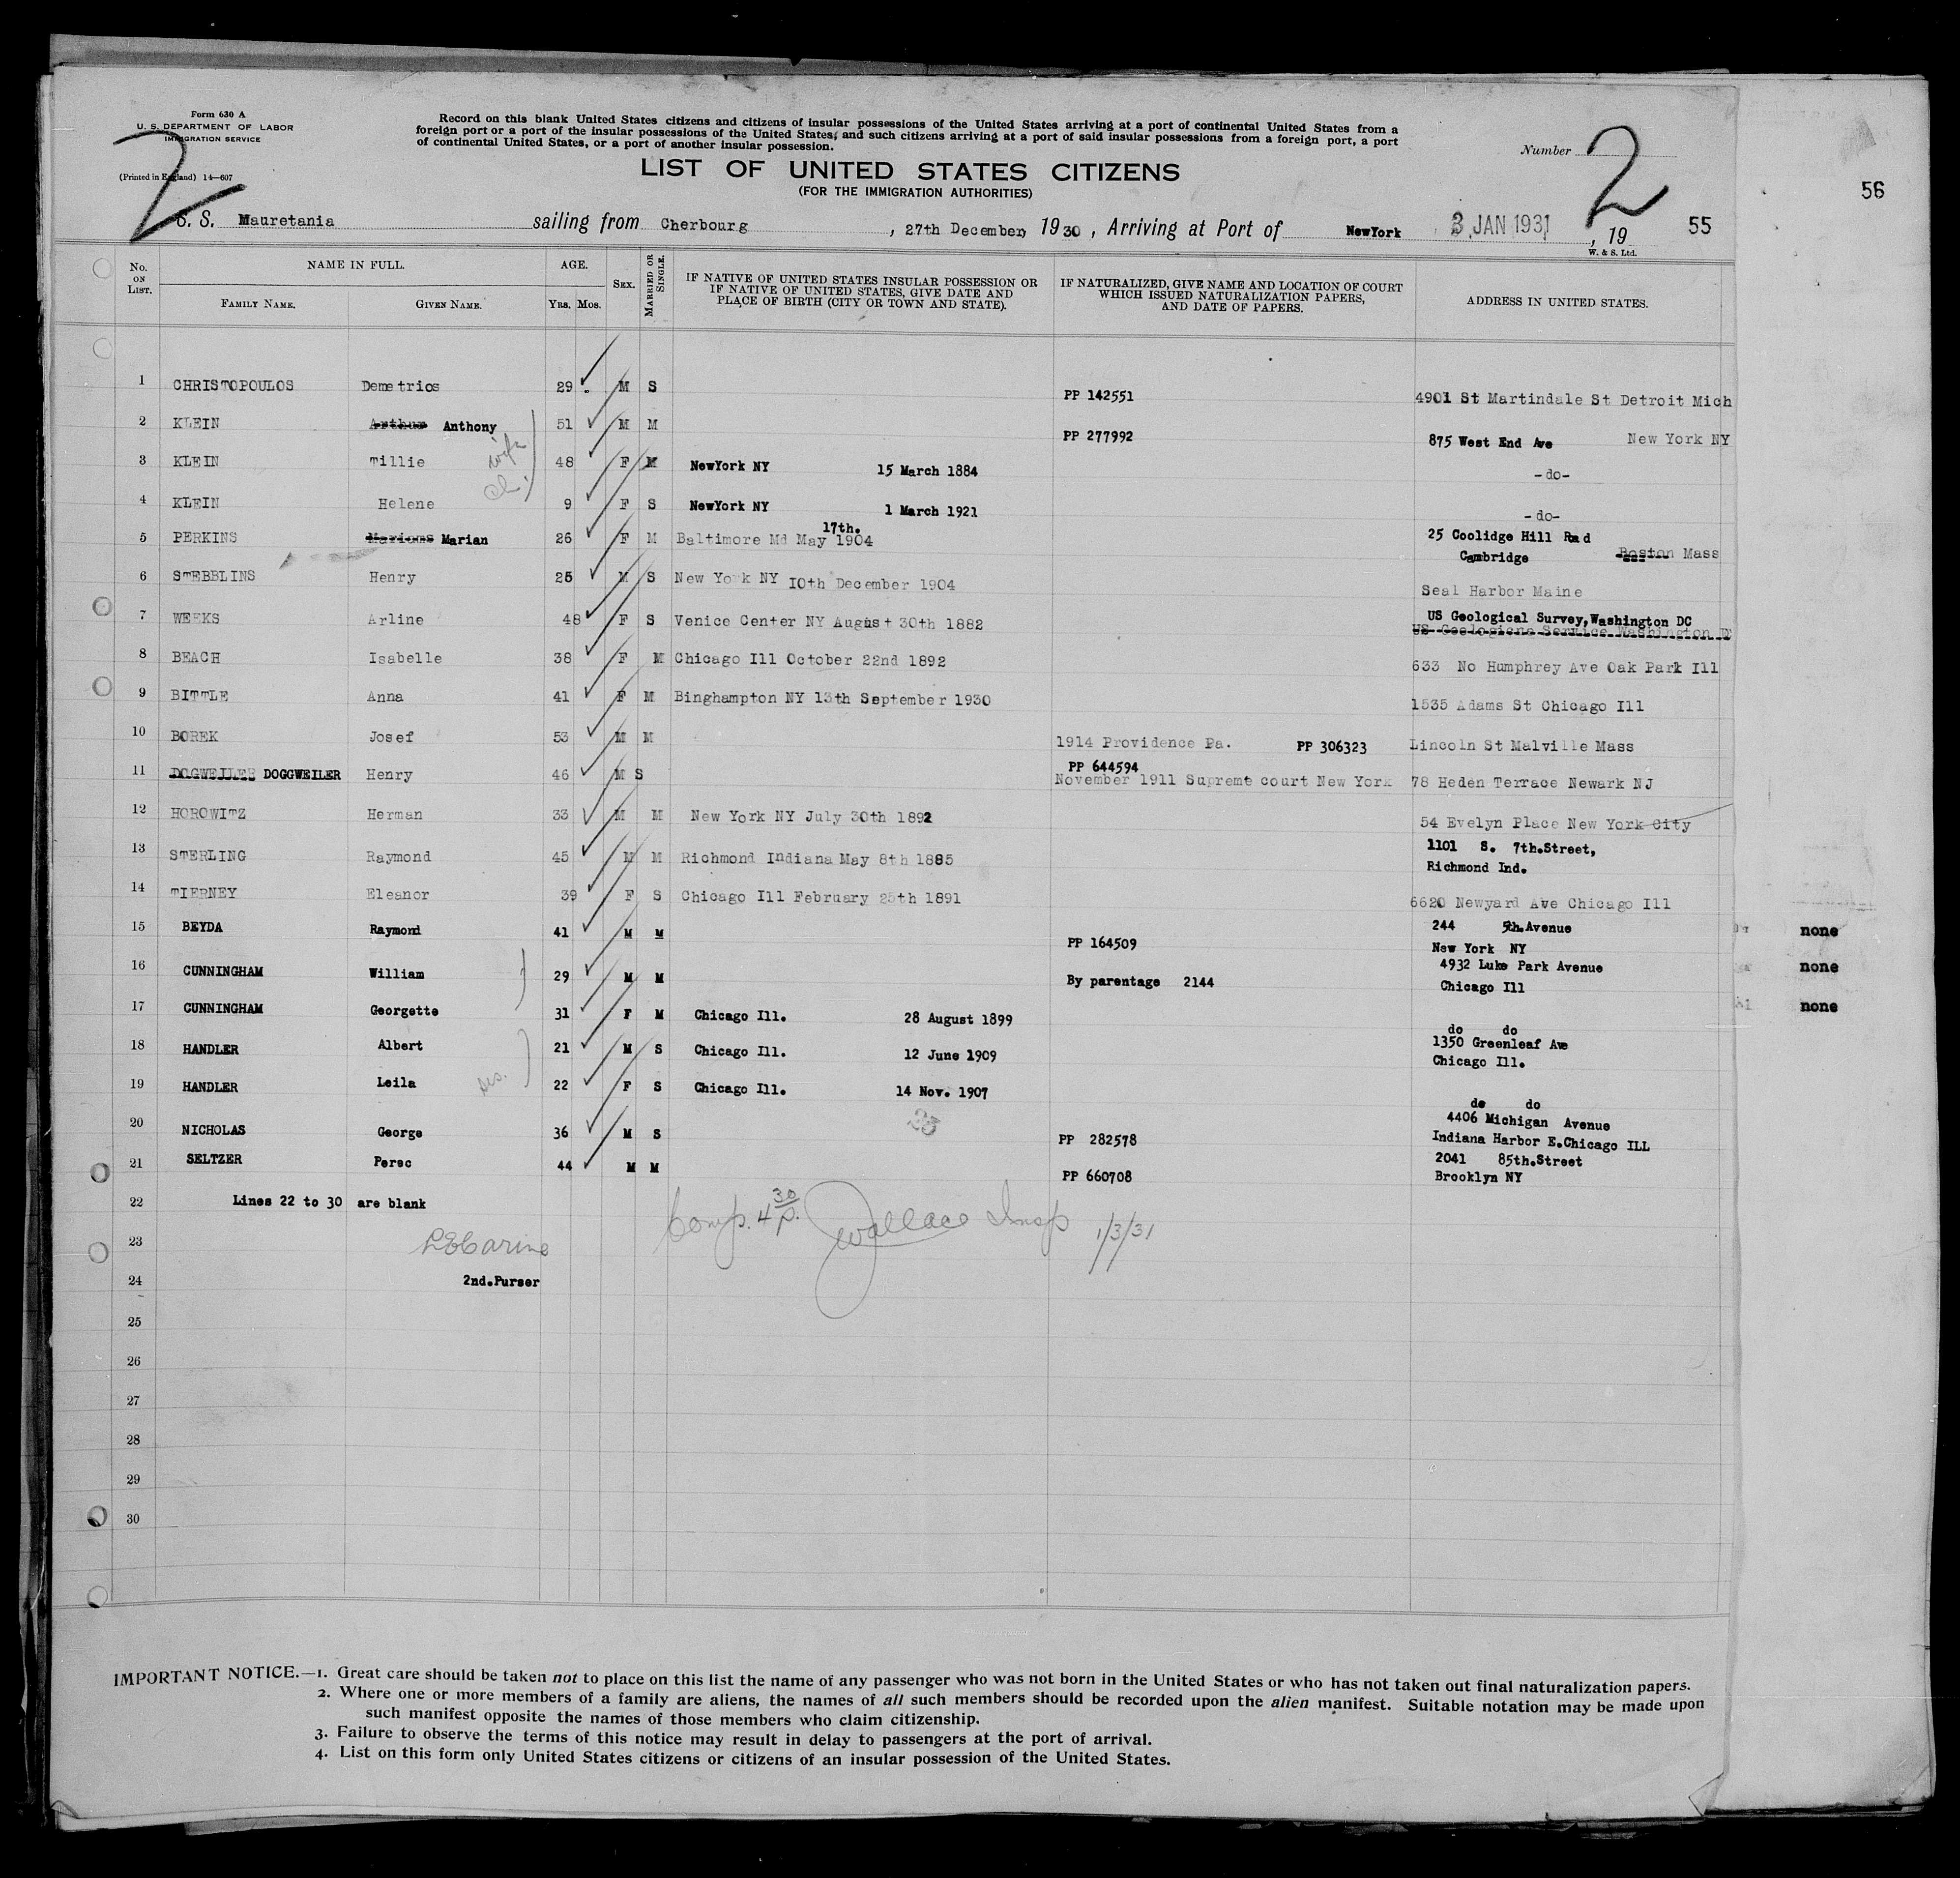 Form 630 A
U. S. DEPARTMENT OF LABOR
IMMIGRATION SERVICE
(Printed in England) 14—607
2
Record on this blank United States citizens and citizens of insular possessions of the United States arriving at a port of continental United States from a
foreign port or a port of the insular possessions of the United States, and such citizens arriving at a port of said insular possessions from a foreign port, a port
of continental United States, or a port of another insular possession.
LIST OF UNITED STATES CITIZENS
(FOR THE IMMIGRATION AUTHORITIES)
Number 2
56
S. S. Mauretania sailing from Cherbourg , 27th December, 1930 , Arriving at Port of NewYork 3 JAN 1931 , 19 55
W. & S. Ltd.
No. ON LIST. NAME IN FULL. FAMILY NAME. GIVEN NAME. AGE. YRS. MOS. SEX. MARRIED OR SINGLE. IF NATIVE OF UNITED STATES INSULAR POSSESSION OR IF NATIVE OF UNITED STATES, GIVE DATE AND PLACE OF BIRTH (CITY OR TOWN AND STATE). IF NATURALIZED, GIVE NAME AND LOCATION OF COURT WHICH ISSUED NATURALIZATION PAPERS, AND DATE OF PAPERS. ADDRESS IN UNITED STATES.
1 CHRISTOPOULOS Demetrios 29 M S PP 142551 4901 St Martindale St Detroit Mich
2 KLEIN Arthur Anthony 51 M M PP 277992 875 West End Ave New York NY
3 KLEIN Tillie wife 48 F M NewYork NY 15 March 1884 -do-
4 KLEIN Helene ch. 9 F S NewYork NY 1 March 1921 -do-
5 PERKINS Marian 26 F M Baltimore Md May 17th. 1904 25 Coolidge Hill Road Cambridge Boston Mass
6 STEBBLINS Henry 26 M S New York NY 10th December 1904 Seal Harbor Maine
7 WEEKS Arline 48 F S Venice Center NY August 30th 1882 US Geological Survey,Washington DC
8 BEACH Isabelle 38 F M Chicago Ill October 22nd 1892 633 No Humphrey Ave Oak Park Ill
9 BITTLE Anna 41 F M Binghampton NY 13th September 1930 1535 Adams St Chicago Ill
10 BOREK Josef 53 M M 1914 Providence Pa. PP 306323 Lincoln St Malville Mass
11 DOGWEILER DOGGWEILER Henry 46 M S PP 644594 November 1911 Supreme court New York 78 Heden Terrace Newark NJ
12 HOROWITZ Herman 33 M M New York NY July 30th 1892 54 Evelyn Place New York City
13 STERLING Raymond 45 M M Richmond Indiana May 8th 1885 1101 S. 7th.Street, Richmond Ind.
14 TIERNEY Eleanor 39 F S Chicago Ill February 25th 1891 6620 Newyard Ave Chicago Ill
15 BEYDA Raymond 41 M M PP 164509 244 5th.Avenue New York NY none
16 CUNNINGHAM William 29 M M By parentage 2144 4932 Luke Park Avenue Chicago Ill none
17 CUNNINGHAM Georgette 31 F M Chicago Ill. 28 August 1899 do do none
18 HANDLER Albert 21 M S Chicago Ill. 12 June 1909 1350 Greenleaf Ave Chicago Ill.
19 HANDLER Leila sis. 22 F S Chicago Ill. 14 Nov. 1907 do do
20 NICHOLAS George 36 M S PP 282578 4406 Michigan Avenue Indiana Harbor E.Chicago ILL
21 SELTZER Perec 44 M M PP 660708 2041 85th.Street Brooklyn NY
22 Lines 22 to 30 are blank
Comp. 4 30 p. Wallace Insp 1/3/31
23
24 2nd.Purser
25
26
27
28
29
30
IMPORTANT NOTICE.—1. Great care should be taken not to place on this list the name of any passenger who was not born in the United States or who has not taken out final naturalization papers.
2. Where one or more members of a family are aliens, the names of all such members should be recorded upon the alien manifest. Suitable notation may be made upon
such manifest opposite the names of those members who claim citizenship.
3. Failure to observe the terms of this notice may result in delay to passengers at the port of arrival.
4. List on this form only United States citizens or citizens of an insular possession of the United States.